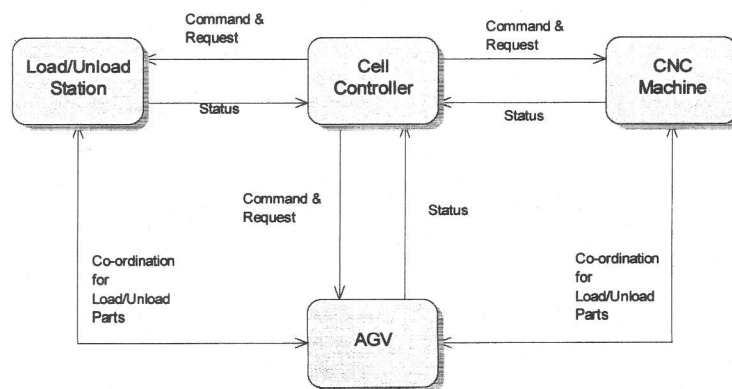 Command &
Request
Command &
Request
Load/Unload
Station
Cell
Controller
CNC
Machine
Status
Status
Command &
Request
Status
Co-ordination
for
Load/Unload
Parts
Co-ordination
for
Load/Unload
Parts
AGV